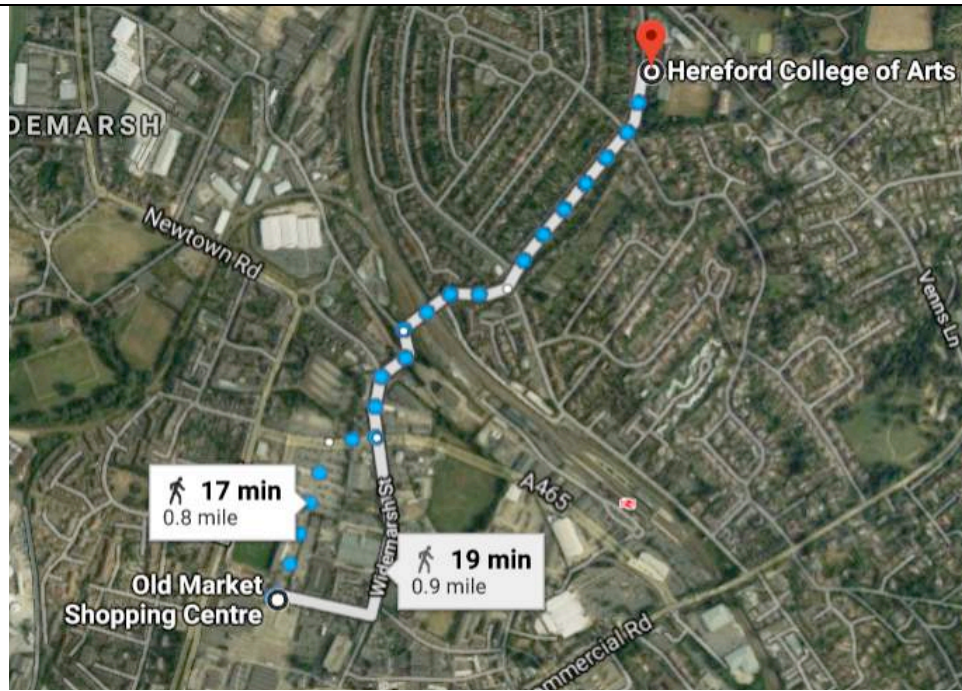 Hereford College of Arts
DEMARSH
Newtown Rd
Venns Ln
17 min
0.8 mile
A465
Widemarsh St
19 min
0.9 mile
Old Market
Shopping Centre
ommercial Rd